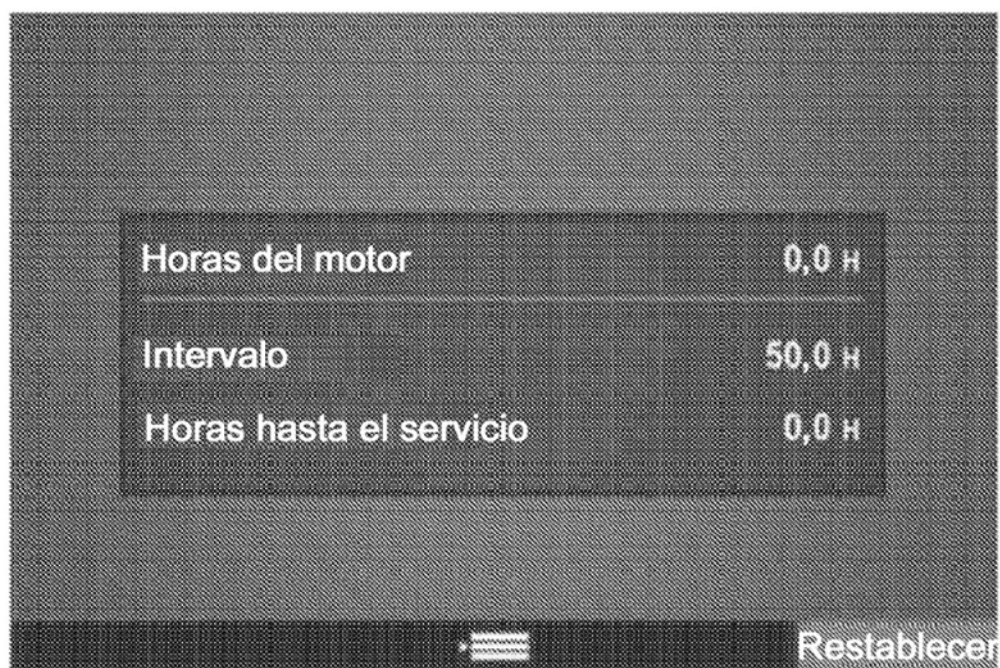 Horas del motor 0,0 H
Intervalo 50,0 H
Horas hasta el servicio 0,0 H
Restablecer